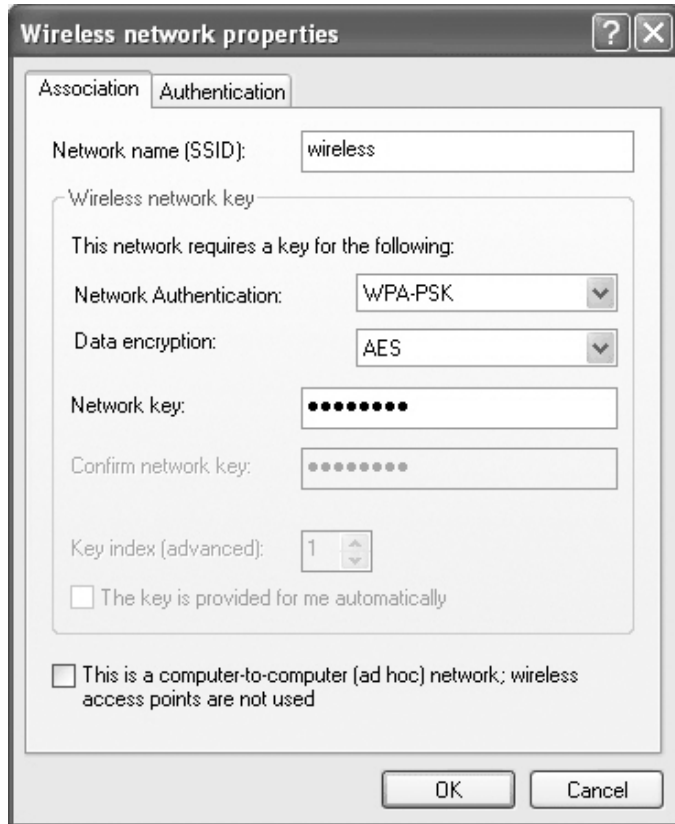 Wireless network properties
Association Authentication
Network name (SSID): wireless
Wireless network key
This network requires a key for the following:
Network Authentication: WPA-PSK
Data encryption: AES
Network key: ••••••••
Confirm network key: ••••••••
Key index (advanced): 1
The key is provided for me automatically
This is a computer-to-computer (ad hoc) network; wireless
access points are not used
OK Cancel